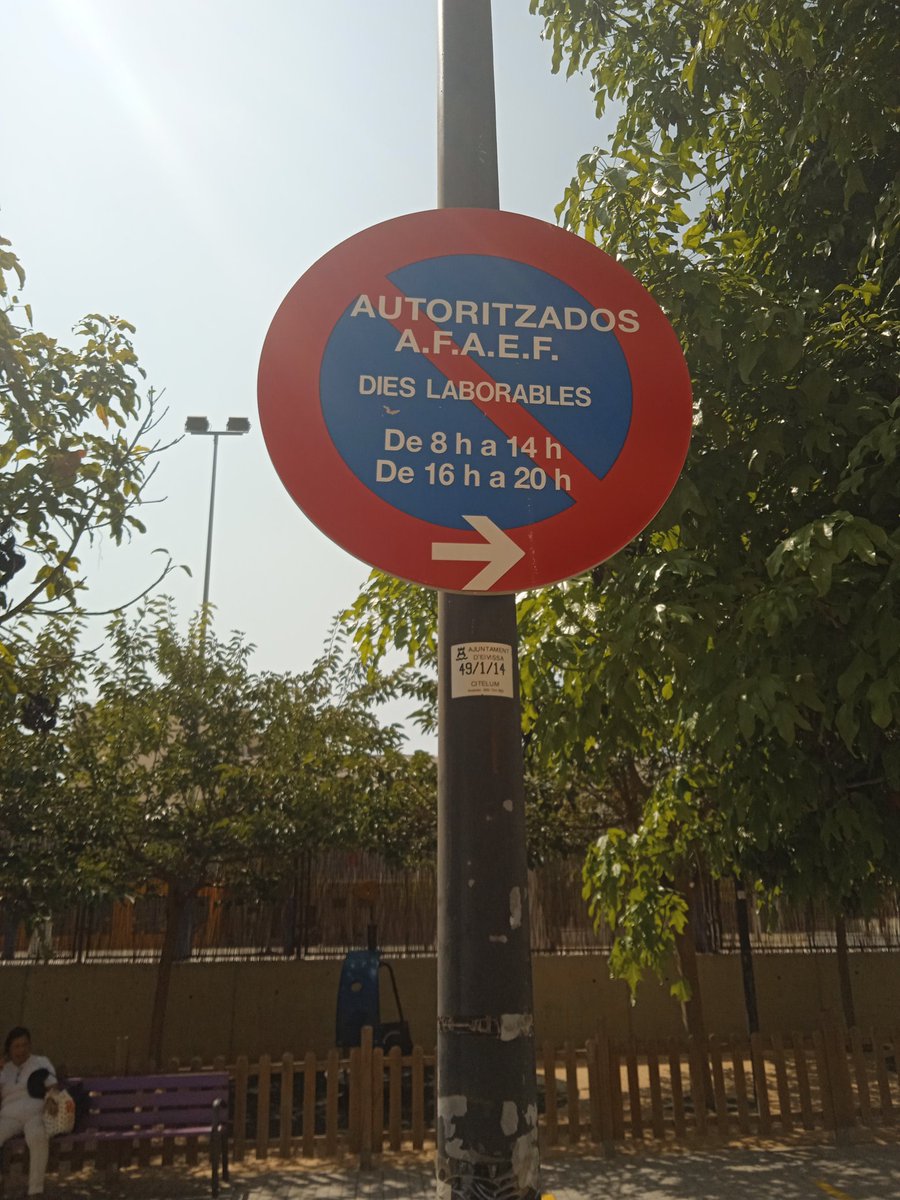 AUTORITZADOS
A.F.A.E.F.
DIES LABORABLES
De 8 h a 14 h
De 16 h a 20 h
AJUNTAMENT
D'EIVISSA
49/1/14
CITELUM